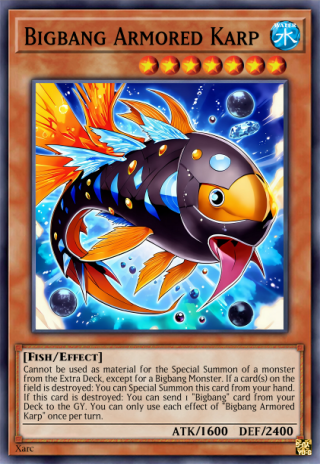 Bigbang Armored Karp
WATER
水
[Fish/Effect]
Cannot be used as material for the Special Summon of a monster
from the Extra Deck, except for a Bigbang Monster. If a card(s) on
the field is destroyed: You can Special Summon this card from your hand.
If this card is destroyed: You can send 1 "Bigbang" card from
your Deck to the GY. You can only use each effect of "Bigbang Armored
Karp" once per turn.
ATK/1600 DEF/2400
Xarc